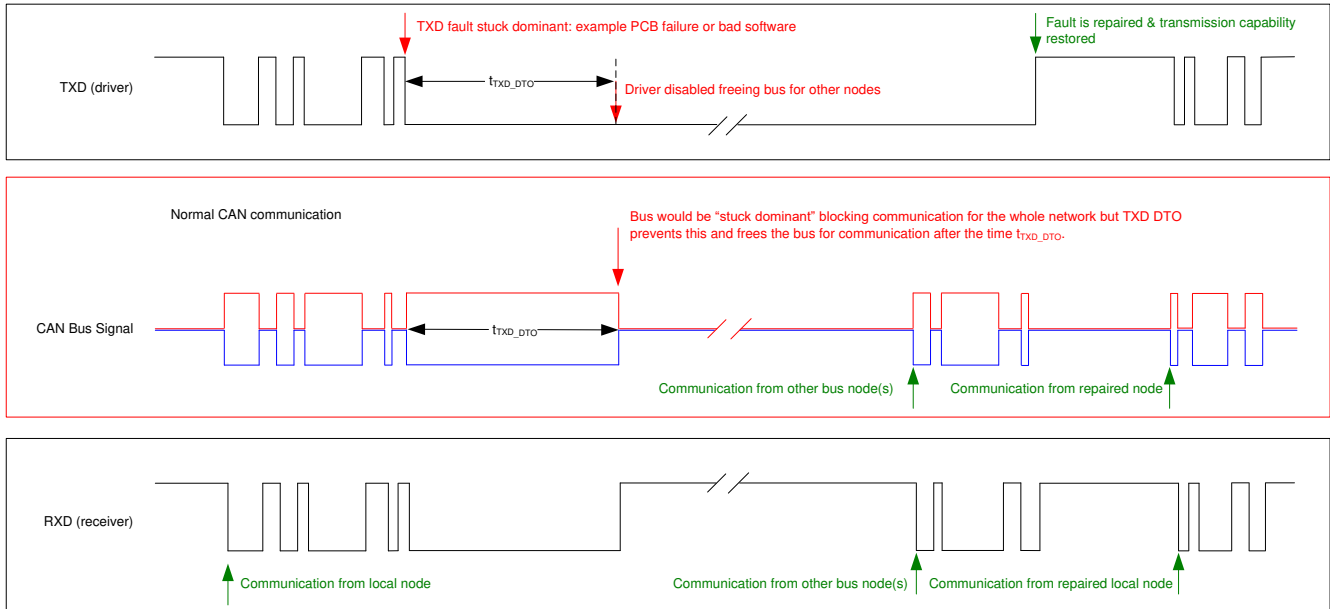 TXD fault stuck dominant: example PCB failure or bad software
Fault is repaired & transmission capability
restored
TXD (driver)
tTXD_DTO
Driver disabled freeing bus for other nodes
Normal CAN communication
Bus would be “stuck dominant” blocking communication for the whole network but TXD DTO
prevents this and frees the bus for communication after the time tTXD_DTO.
CAN Bus Signal
tTXD_DTO
Communication from other bus node(s)
Communication from repaired node
RXD (receiver)
Communication from local node
Communication from other bus node(s)
Communication from repaired local node